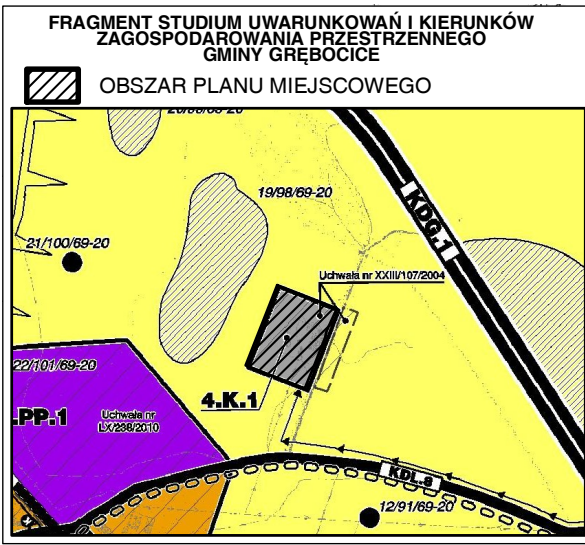 FRAGMENT STUDIUM UWARUNKOWAŃ I KIERUNKÓW
ZAGOSPODAROWANIA PRZESTRZENNEGO
GMINY GRĘBOCICE
OBSZAR PLANU MIEJSCOWEGO
19/98/69-20
KDG.1
21/100/69-20
Uchwała nr XXIII/107/2004
22/101/69-20
4.K.1
.PP.1
Uchwała nr
LX/238/2010
KDL.8
12/91/69-20